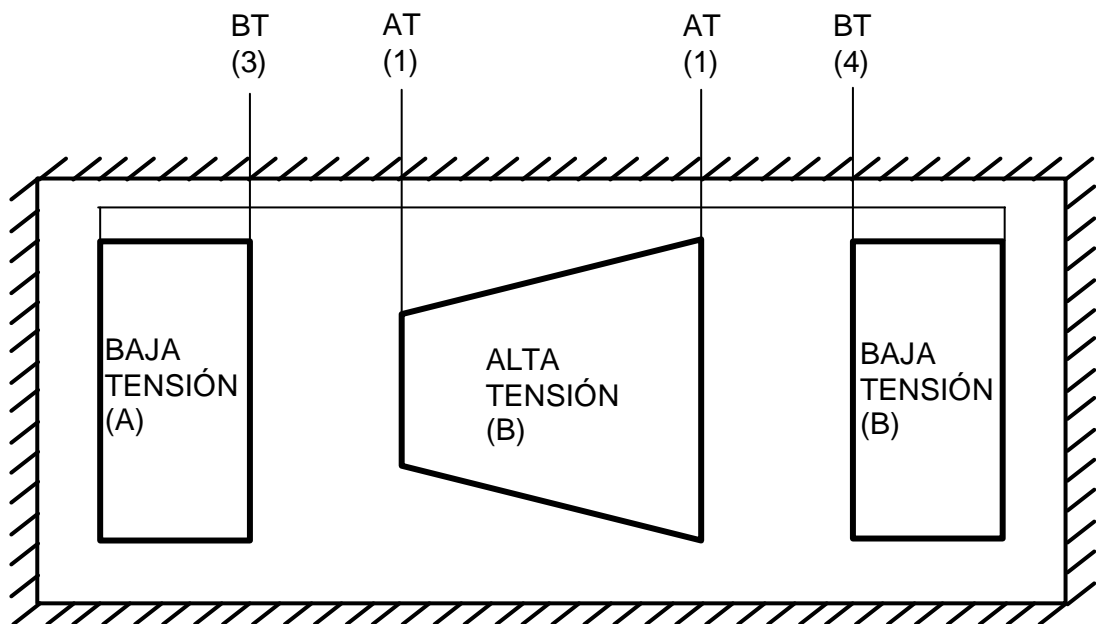 BT
(3)
AT
(1)
AT
(1)
BT
(4)
BAJA
TENSIÓN
(A)
ALTA
TENSIÓN
(B)
BAJA
TENSIÓN
(B)